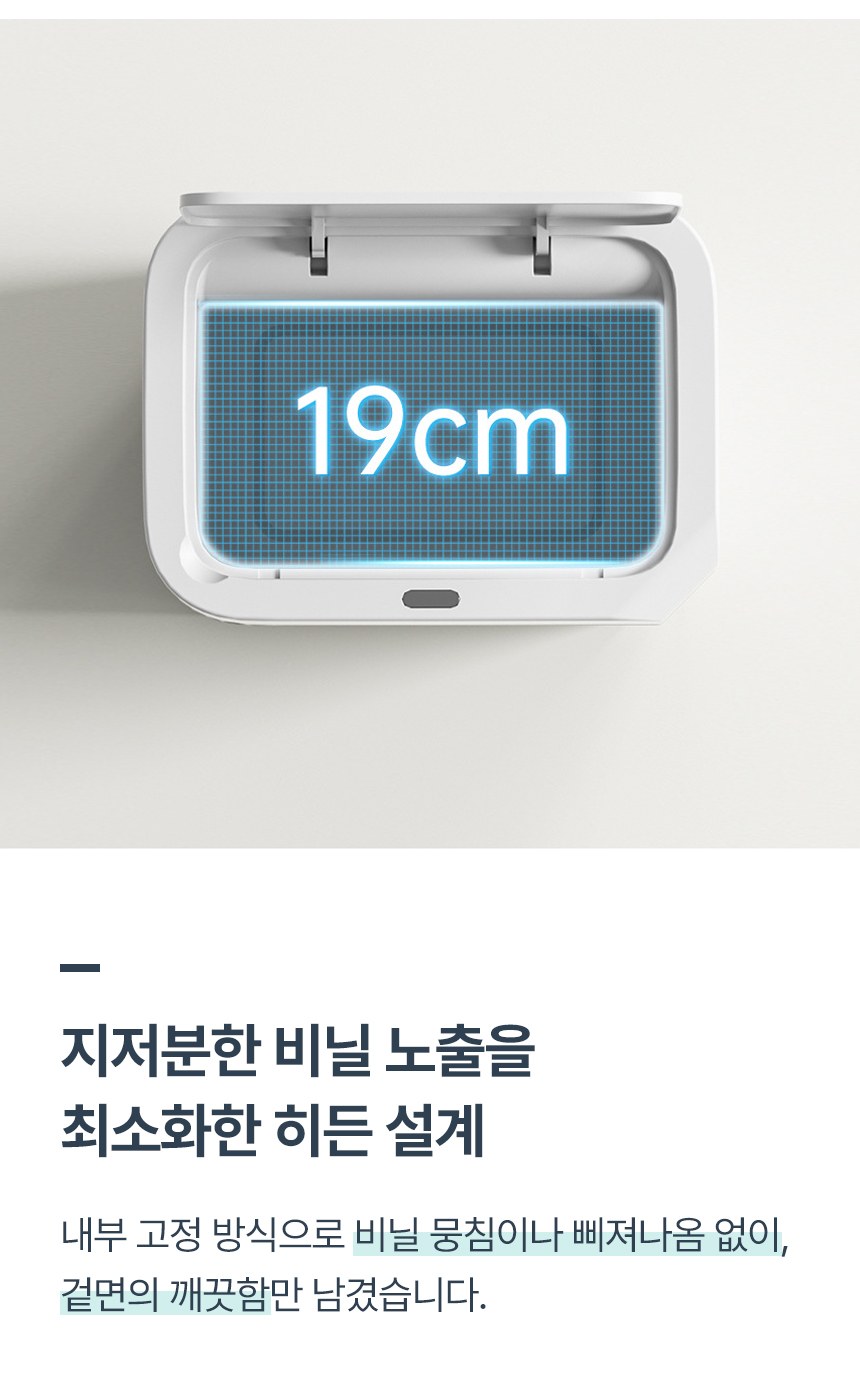 19cm
지저분한 비닐 노출을
최소화한 히든 설계
내부 고정 방식으로 비닐 뭉침이나 삐져나옴 없이,
겉면의 깨끗함만 남겼습니다.